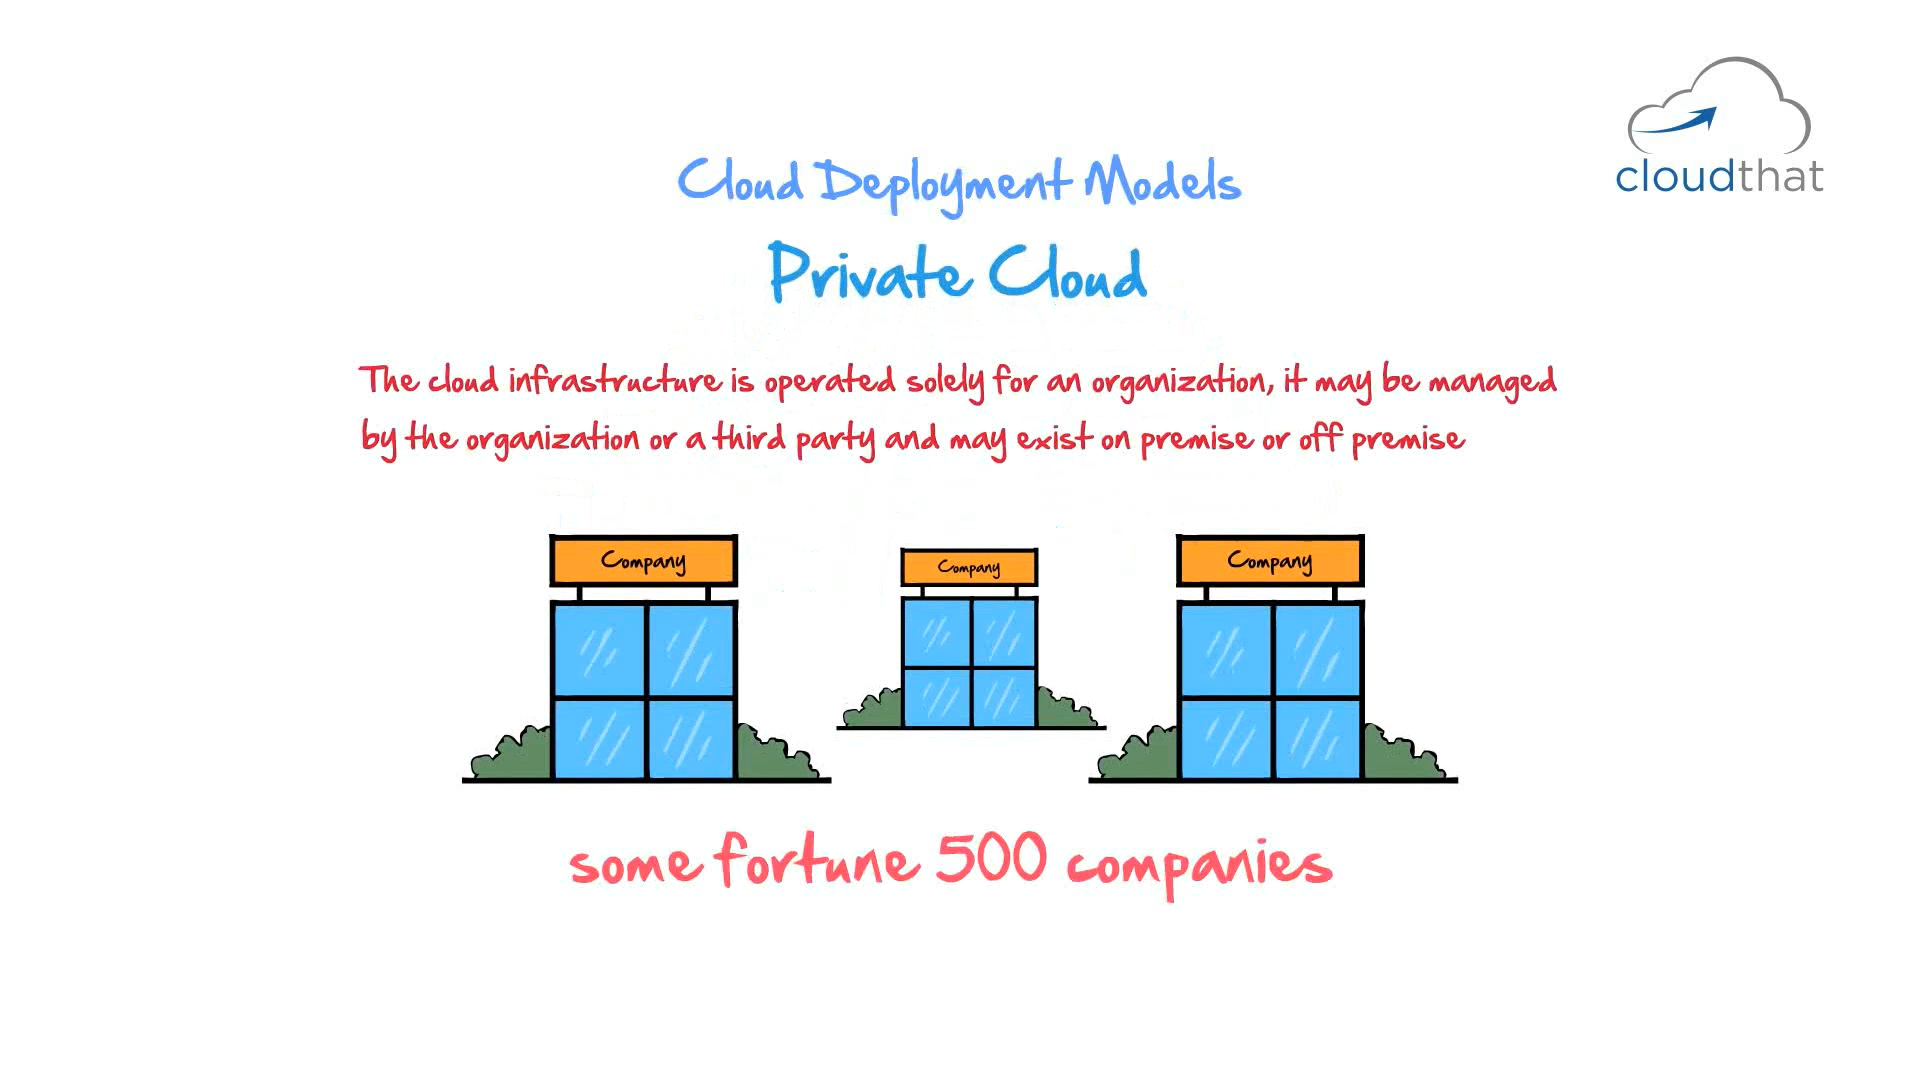 cloudthat
Cloud Deployment Models
Private Cloud
The cloud infrastructure is operated solely for an organization, it may be managed
by the organization or a third party and may exist on premise or off premise
Company
Company
Company
some fortune 500 companies